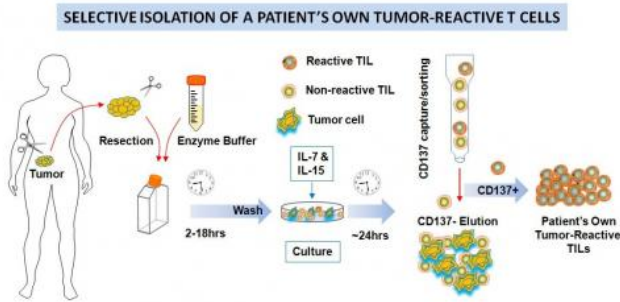 SELECTIVE ISOLATION OF A PATIENT'S OWN TUMOR-REACTIVE T CELLS
Tumor
Resection
Enzyme Buffer
2-18hrs
Wash
Reactive TIL
Non-reactive TIL
Tumor cell
IL-7 &
IL-15
Culture
~24hrs
CD137 capture/sorting
CD137+
CD137- Elution
Patient's Own
Tumor-Reactive
TILs